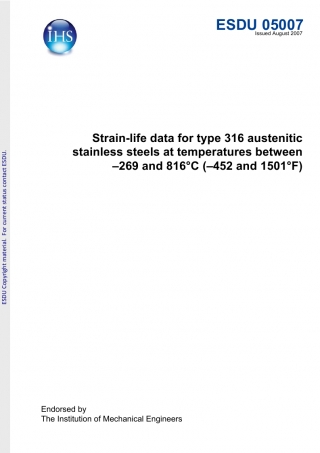 IHS
ESDU 05007
Issued August 2007
Strain-life data for type 316 austenitic
stainless steels at temperatures between
–269 and 816°C (–452 and 1501°F)
ESDU Copyright material. For current status contact ESDU.
Endorsed by
The Institution of Mechanical Engineers